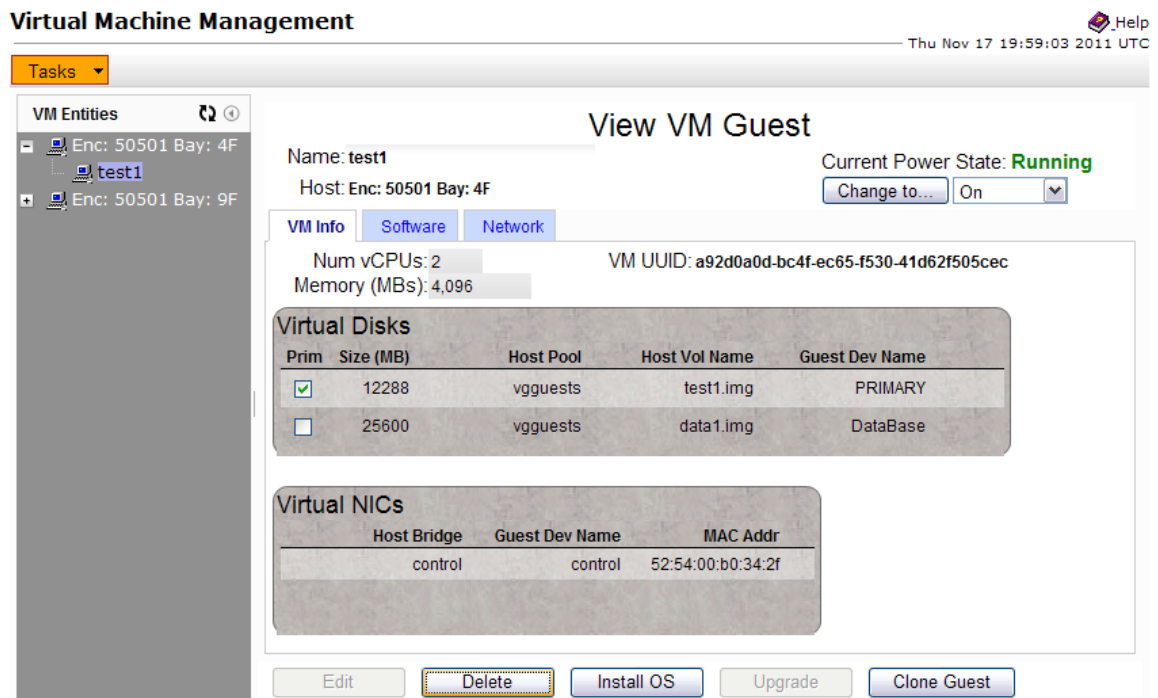 Virtual Machine Management
Help
Thu Nov 17 19:59:03 2011 UTC
Tasks
VM Entities
Enc: 50501 Bay: 4F
test1
Enc: 50501 Bay: 9F
View VM Guest
Name: test1
Host: Enc: 50501 Bay: 4F
Current Power State: Running
Change to... On
VM Info Software Network
Num vCPUs: 2
VM UUID: a92d0a0d-bc4f-ec65-f530-41d62f505cec
Memory (MBs): 4,096
Virtual Disks
Prim Size (MB) Host Pool Host Vol Name Guest Dev Name
12288 vgguests test1.img PRIMARY
25600 vgguests data1.img DataBase
Virtual NICs
Host Bridge Guest Dev Name MAC Addr
control control 52:54:00:b0:34:2f
Edit Delete Install OS Upgrade Clone Guest